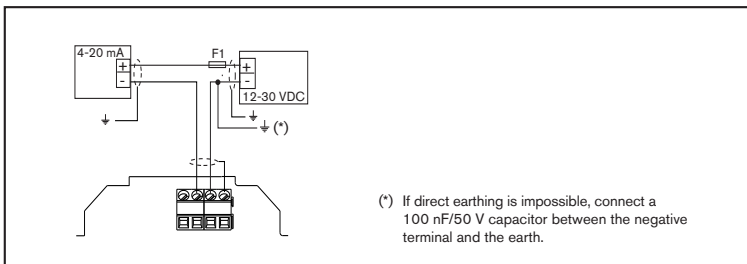 4-20 mA
F1
+
-
+
-
12-30 VDC
(*)
(*) If direct earthing is impossible, connect a
100 nF/50 V capacitor between the negative
terminal and the earth.